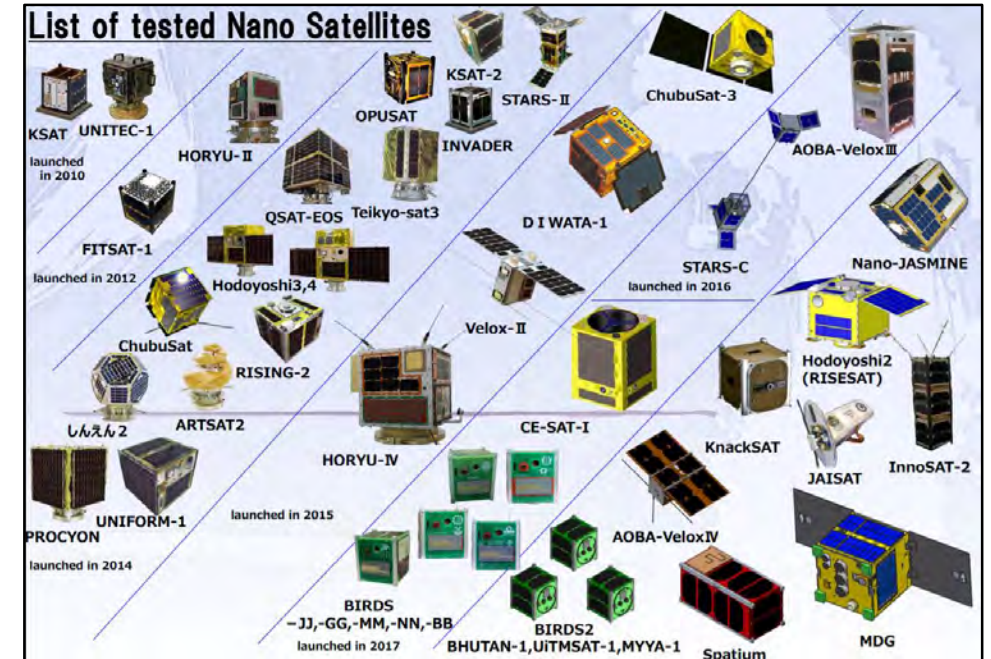 List of tested Nano Satellites
KSAT
UNITEC-1
launched
in 2010
HORYU-Ⅱ
OPUSAT
KSAT-2
STARS-Ⅱ
INVADER
ChubuSat-3
AOBA-VeloxⅢ
FITSAT-1
launched in 2012
QSAT-EOS
Teikyo-sat3
Hodoyoshi3,4
D I WATA-1
STARS-C
launched in 2016
Nano-JASMINE
ChubuSat
RISING-2
Velox-Ⅱ
Hodoyoshi2
(RISESAT)
しんえん2
ARTSAT2
HORYU-Ⅳ
CE-SAT-I
KnackSAT
JAISAT
InnoSAT-2
PROCYON
UNIFORM-1
launched in 2014
launched in 2015
AOBA-VeloxⅣ
BIRDS
-JJ,-GG,-MM,-NN,-BB
launched in 2017
BIRDS2
BHUTAN-1,UiTMSAT-1,MYYA-1
Spatium
MDG